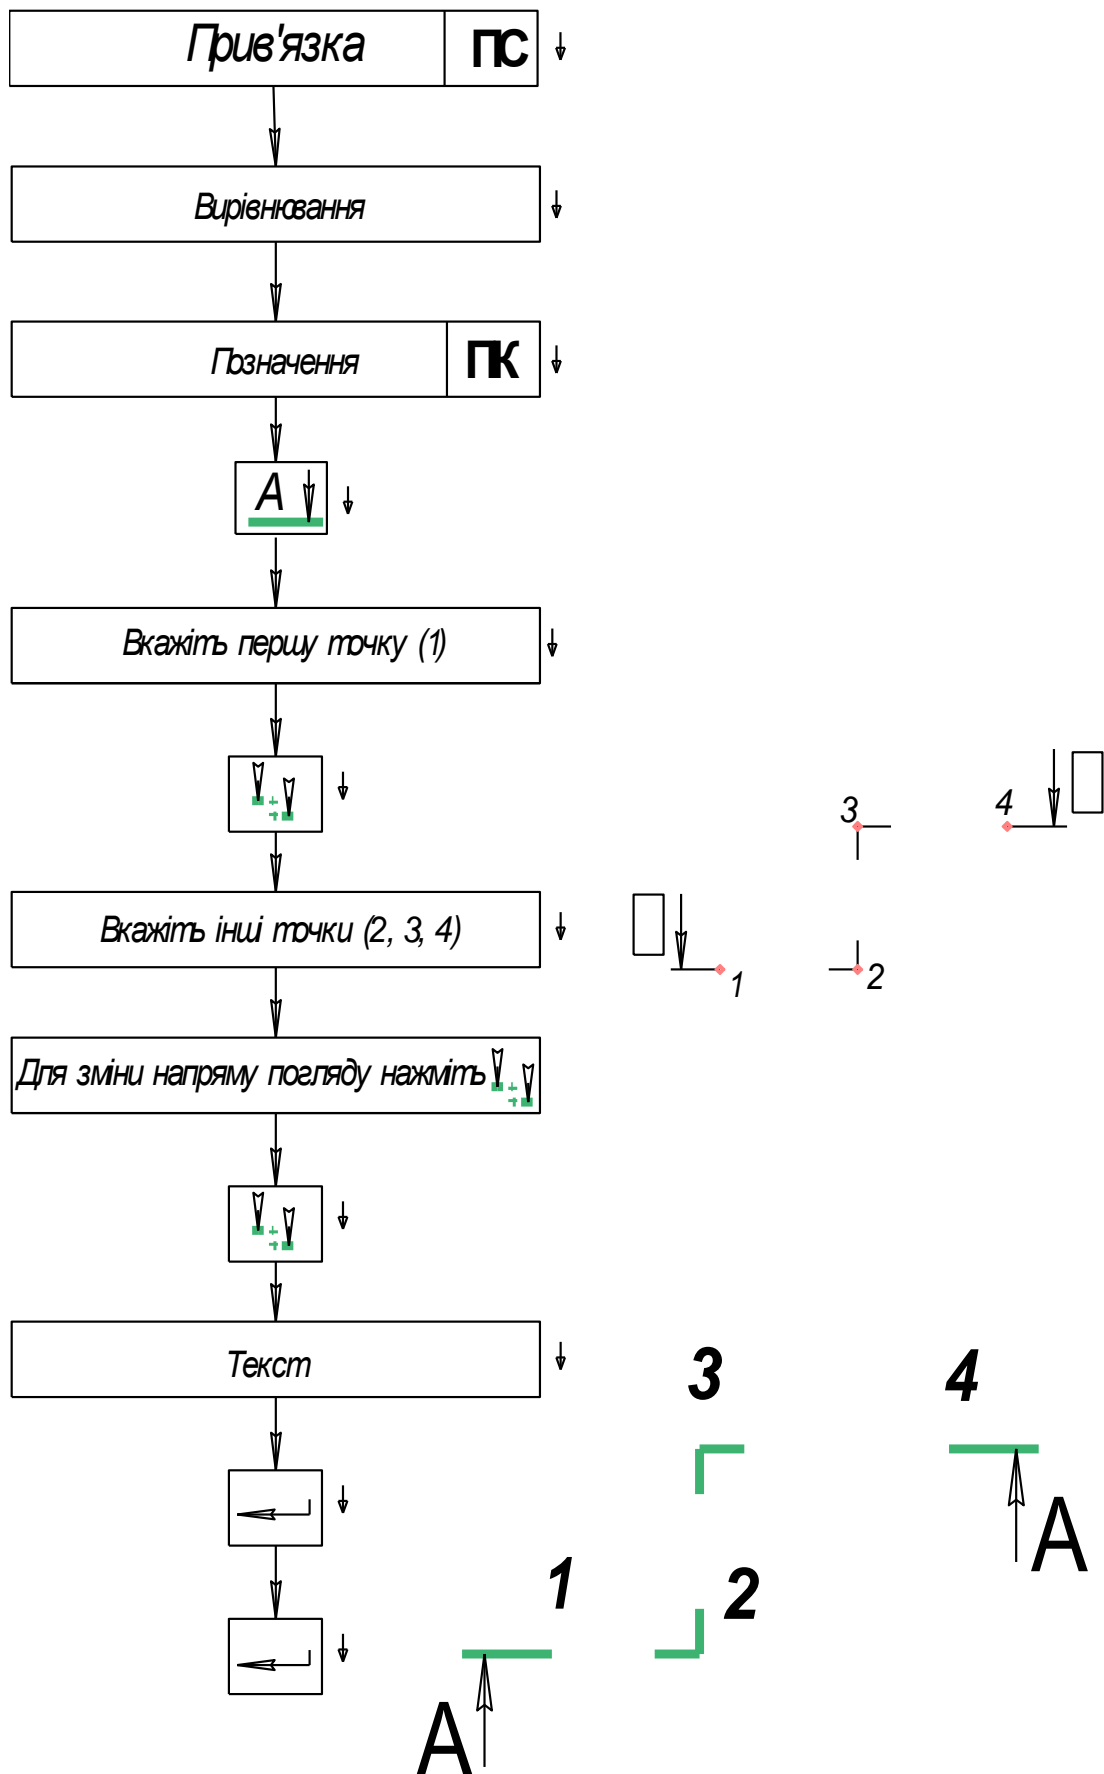 Прив'язка ПС
Вирівнювання
Позначення ПК
А
Вкажіть першу точку (1)
3 4
Вкажіть інші точки (2, 3, 4)
1 2
Для зміни напряму погляду нажміть
Текст
3 4
А
1 2
А